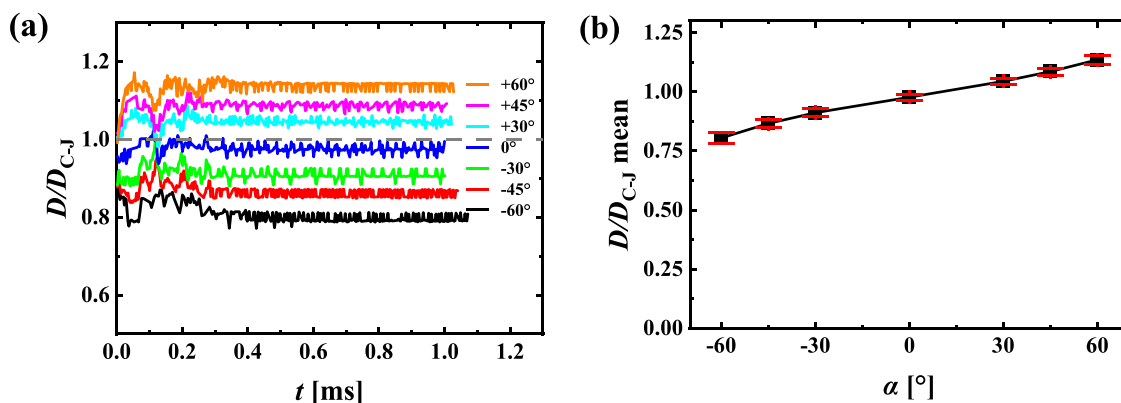 (a)
D/D_C-J
1.2
1.0
0.8
0.6
+60°
+45°
+30°
0°
-30°
-45°
-60°
0.0 0.2 0.4 0.6 0.8 1.0 1.2
t [ms]
(b)
D/D_C-J mean
1.25
1.00
0.75
0.50
0.25
0.00
-60 -30 0 30 60
α [°]